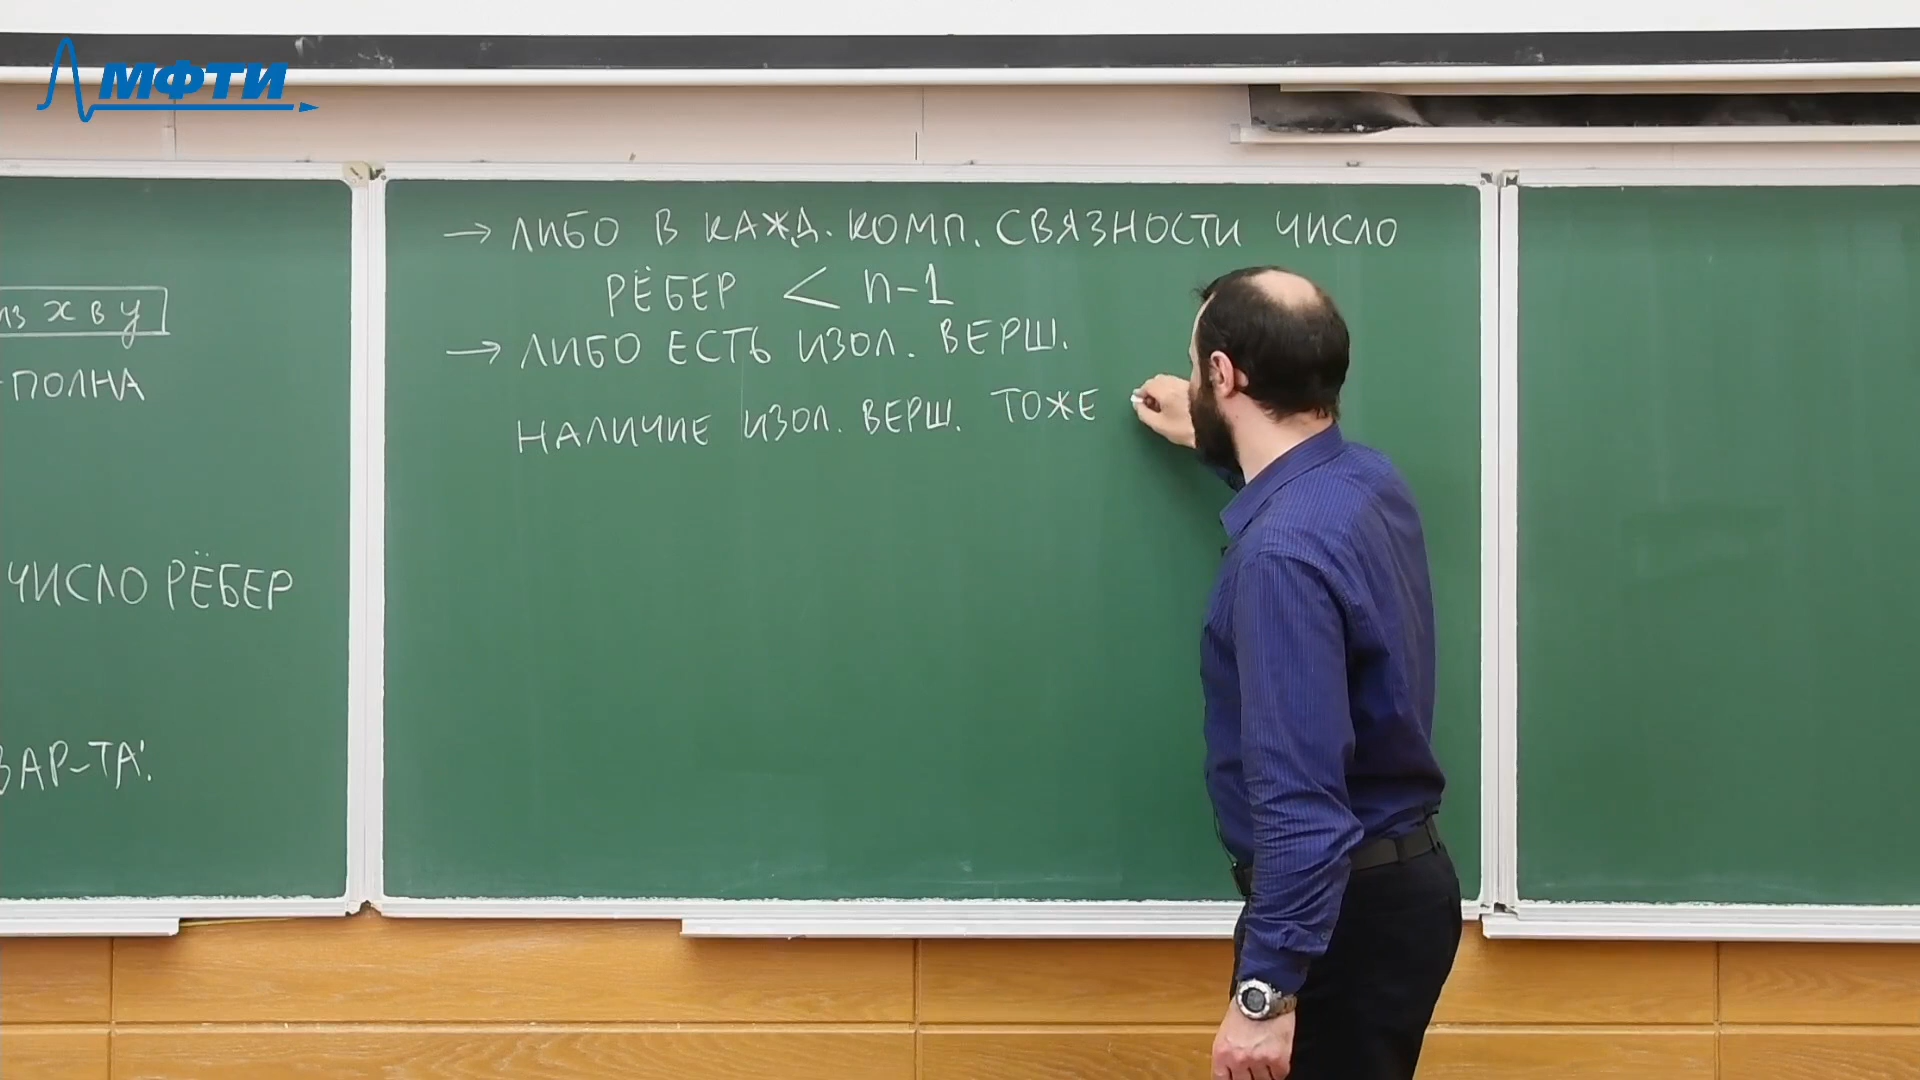 МФТИ
из x в y
-ПОЛНА
ЧИСЛО РЁБЕР
ВАР-ТА:
→ ЛИБО В КАЖД. КОМП. СВЯЗНОСТИ ЧИСЛО
РЁБЕР < n-1
→ ЛИБО ЕСТЬ ИЗОЛ. ВЕРШ.
НАЛИЧИЕ ИЗОЛ. ВЕРШ. ТОЖЕ